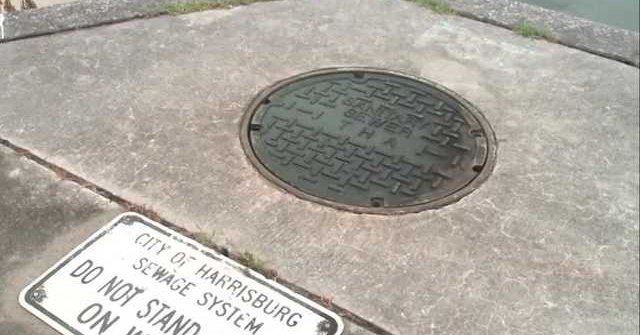 SANITARY
SEWER
T H A
CITY OF HARRISBURG
SEWAGE SYSTEM
DO NOT STAND
ON